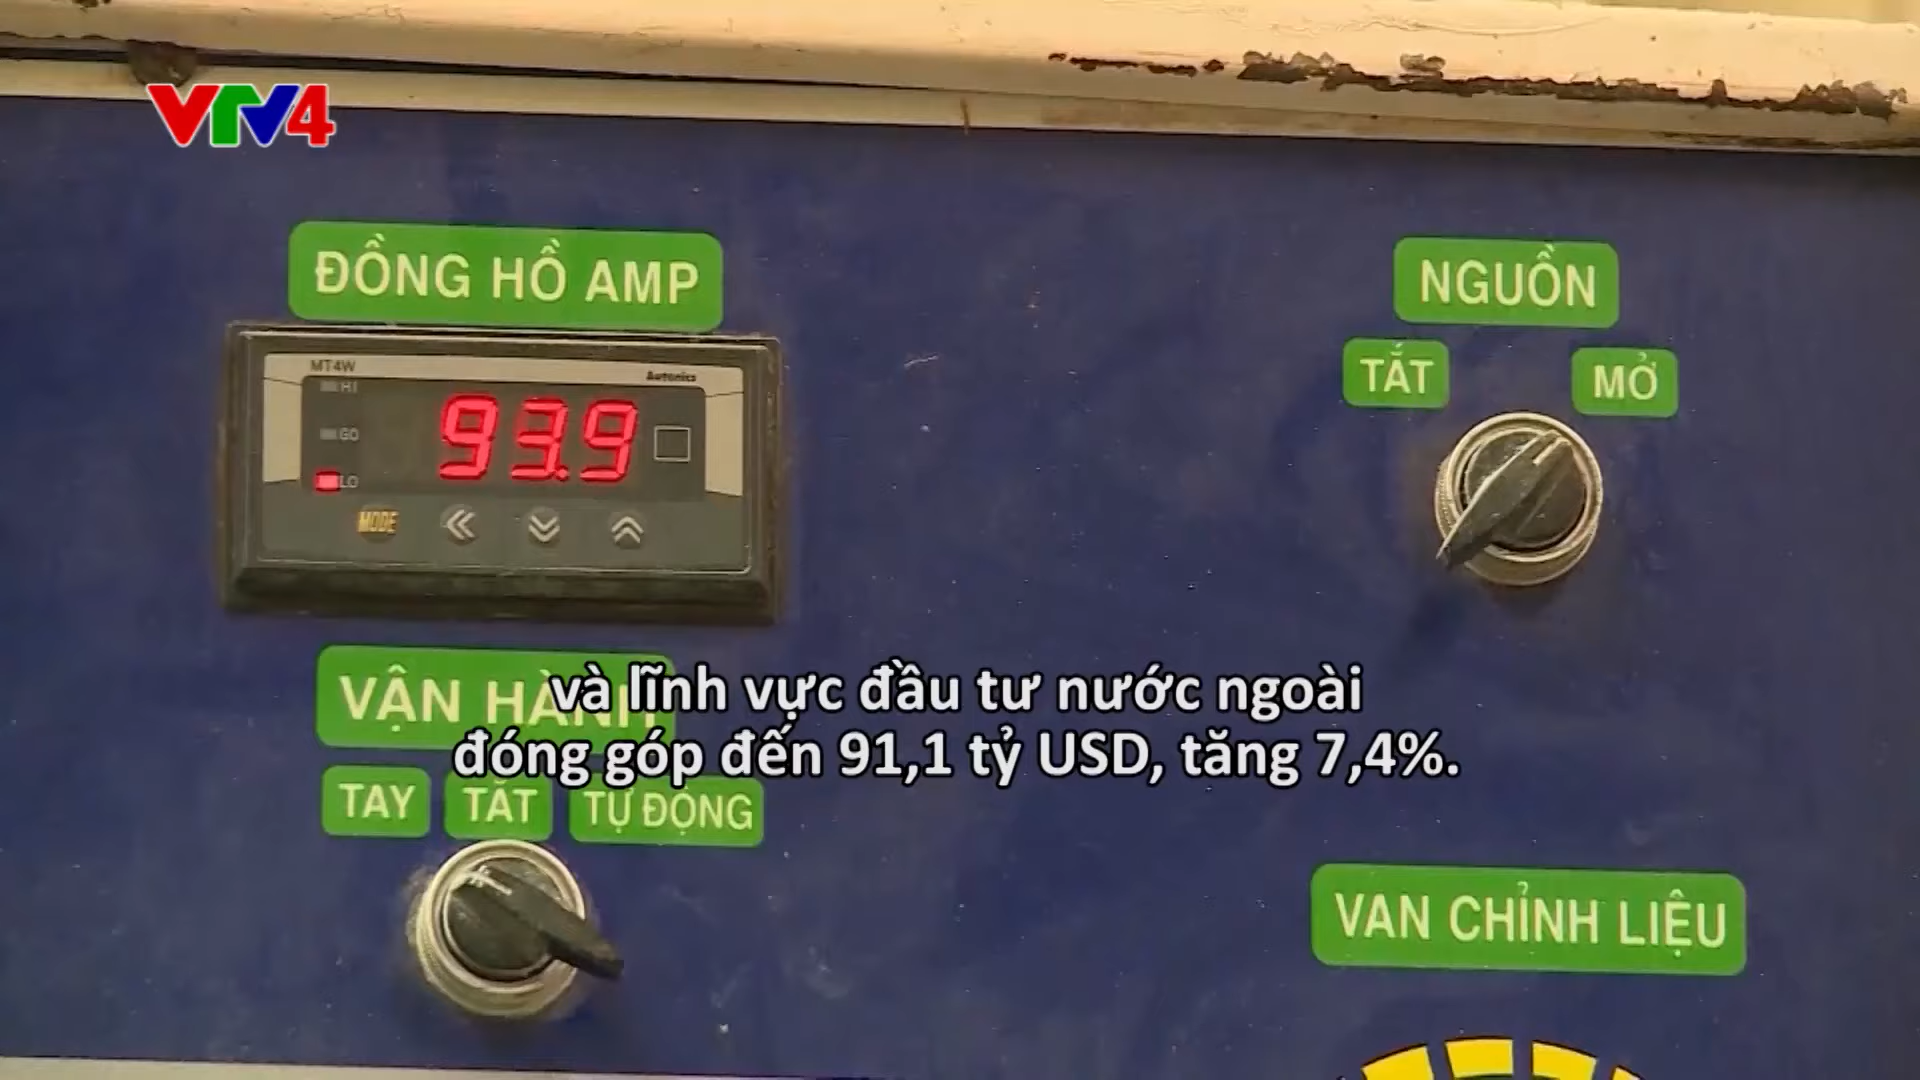 VTV4
ĐỒNG HỒ AMP
NGUỒN
TẮT
MỞ
MT4W
Autonics
HI
93.9
GO
LO
MODE
VẬN HÀNH
và lĩnh vực đầu tư nước ngoài
đóng góp đến 91,1 tỷ USD, tăng 7,4%.
TAY
TẮT
TỰ ĐỘNG
VAN CHỈNH LIỆU